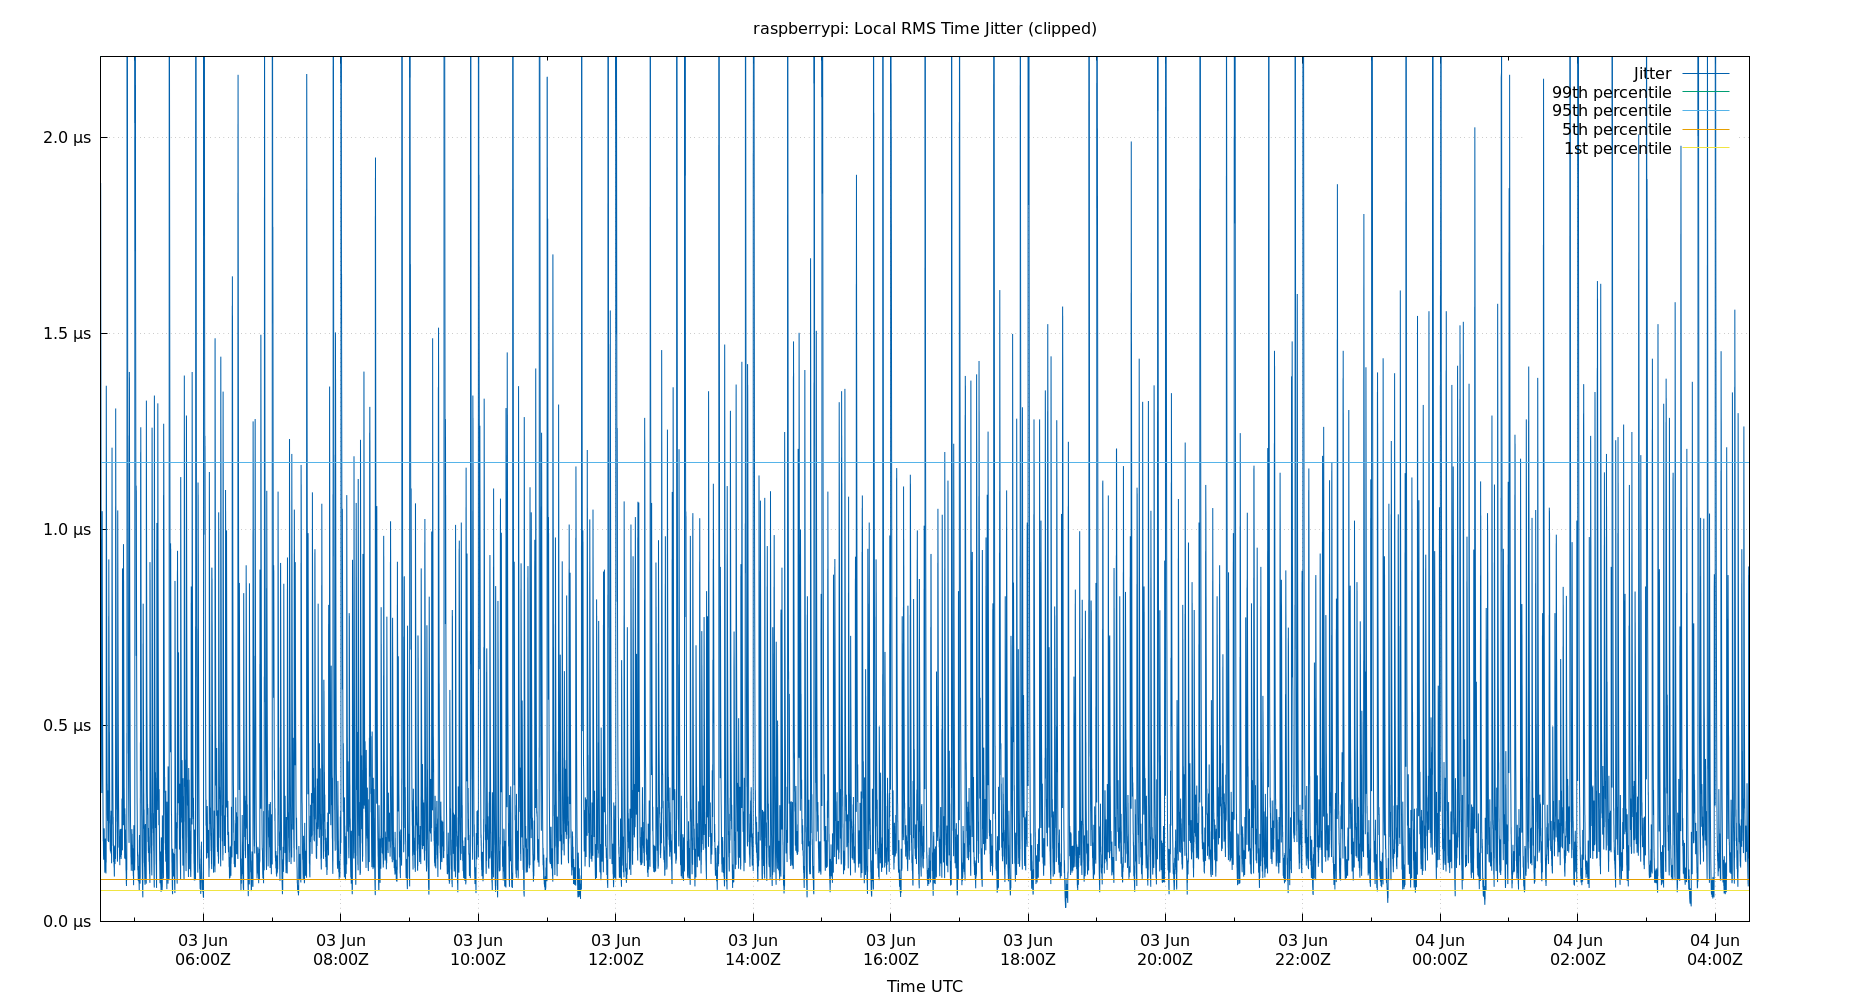 raspberrypi: Local RMS Time Jitter (clipped)
Jitter
99th percentile
95th percentile
5th percentile
1st percentile
2.0 µs
1.5 µs
1.0 µs
0.5 µs
0.0 µs
03 Jun 03 Jun 03 Jun 03 Jun 03 Jun 03 Jun 03 Jun 03 Jun 03 Jun 04 Jun 04 Jun 04 Jun
06:00Z 08:00Z 10:00Z 12:00Z 14:00Z 16:00Z 18:00Z 20:00Z 22:00Z 00:00Z 02:00Z 04:00Z
Time UTC